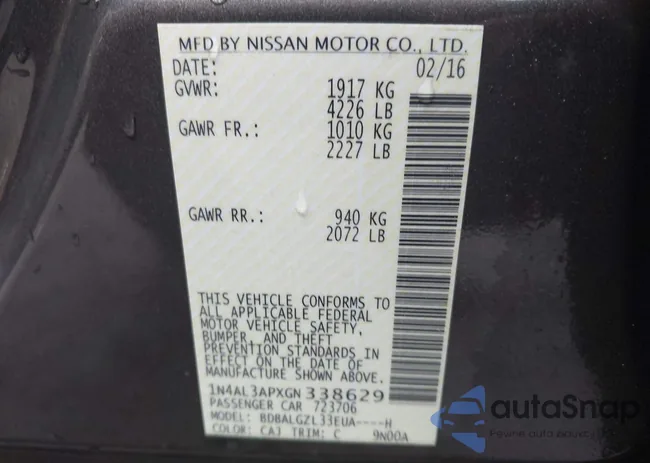 MFD BY NISSAN MOTOR CO., LTD.
DATE: 02/16
GVWR: 1917 KG
4226 LB
GAWR FR.: 1010 KG
2227 LB
GAWR RR.: 940 KG
2072 LB
THIS VEHICLE CONFORMS TO
ALL APPLICABLE FEDERAL
MOTOR VEHICLE SAFETY,
BUMPER, AND THEFT
PREVENTION STANDARDS IN
EFFECT ON THE DATE OF
MANUFACTURE SHOWN ABOVE.
1N4AL3APXGN 338629
PASSENGER CAR 723706
MODEL: BDBALGZL33EUA----H
COLOR: CAJ TRIM: C 9N00A
autoSnap